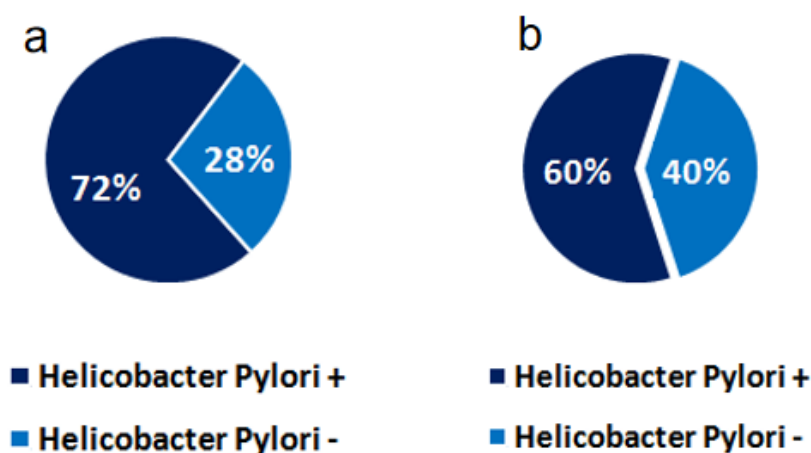 a
72%
28%
Helicobacter Pylori +
Helicobacter Pylori -
b
60%
40%
Helicobacter Pylori +
Helicobacter Pylori -